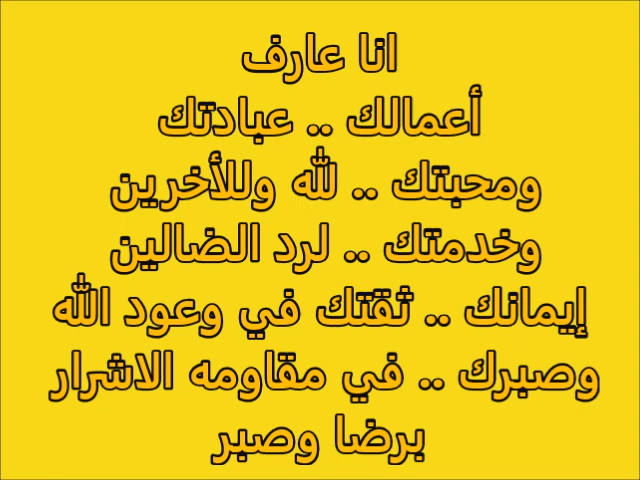 انا عارف
أعمالك .. عبادتك
ومحبتك .. لله وللأخرين
وخدمتك .. لرد الضالين
إيمانك .. ثقتك في وعود الله
وصبرك .. في مقاومه الاشرار
برضا وصبر